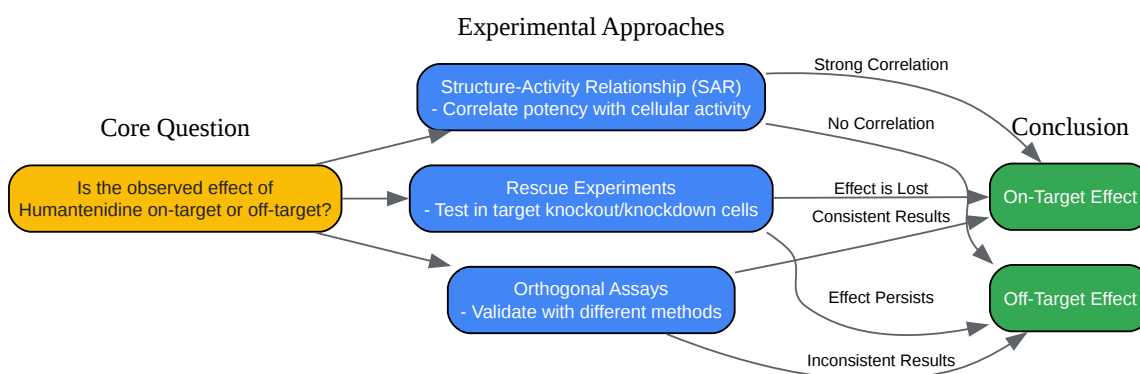 Experimental Approaches
Core Question
Conclusion
Is the observed effect of
Humantenidine on-target or off-target?
Structure-Activity Relationship (SAR)
- Correlate potency with cellular activity
Rescue Experiments
- Test in target knockout/knockdown cells
Orthogonal Assays
- Validate with different methods
Strong Correlation
No Correlation
Effect is Lost
Consistent Results
Effect Persists
Inconsistent Results
On-Target Effect
Off-Target Effect